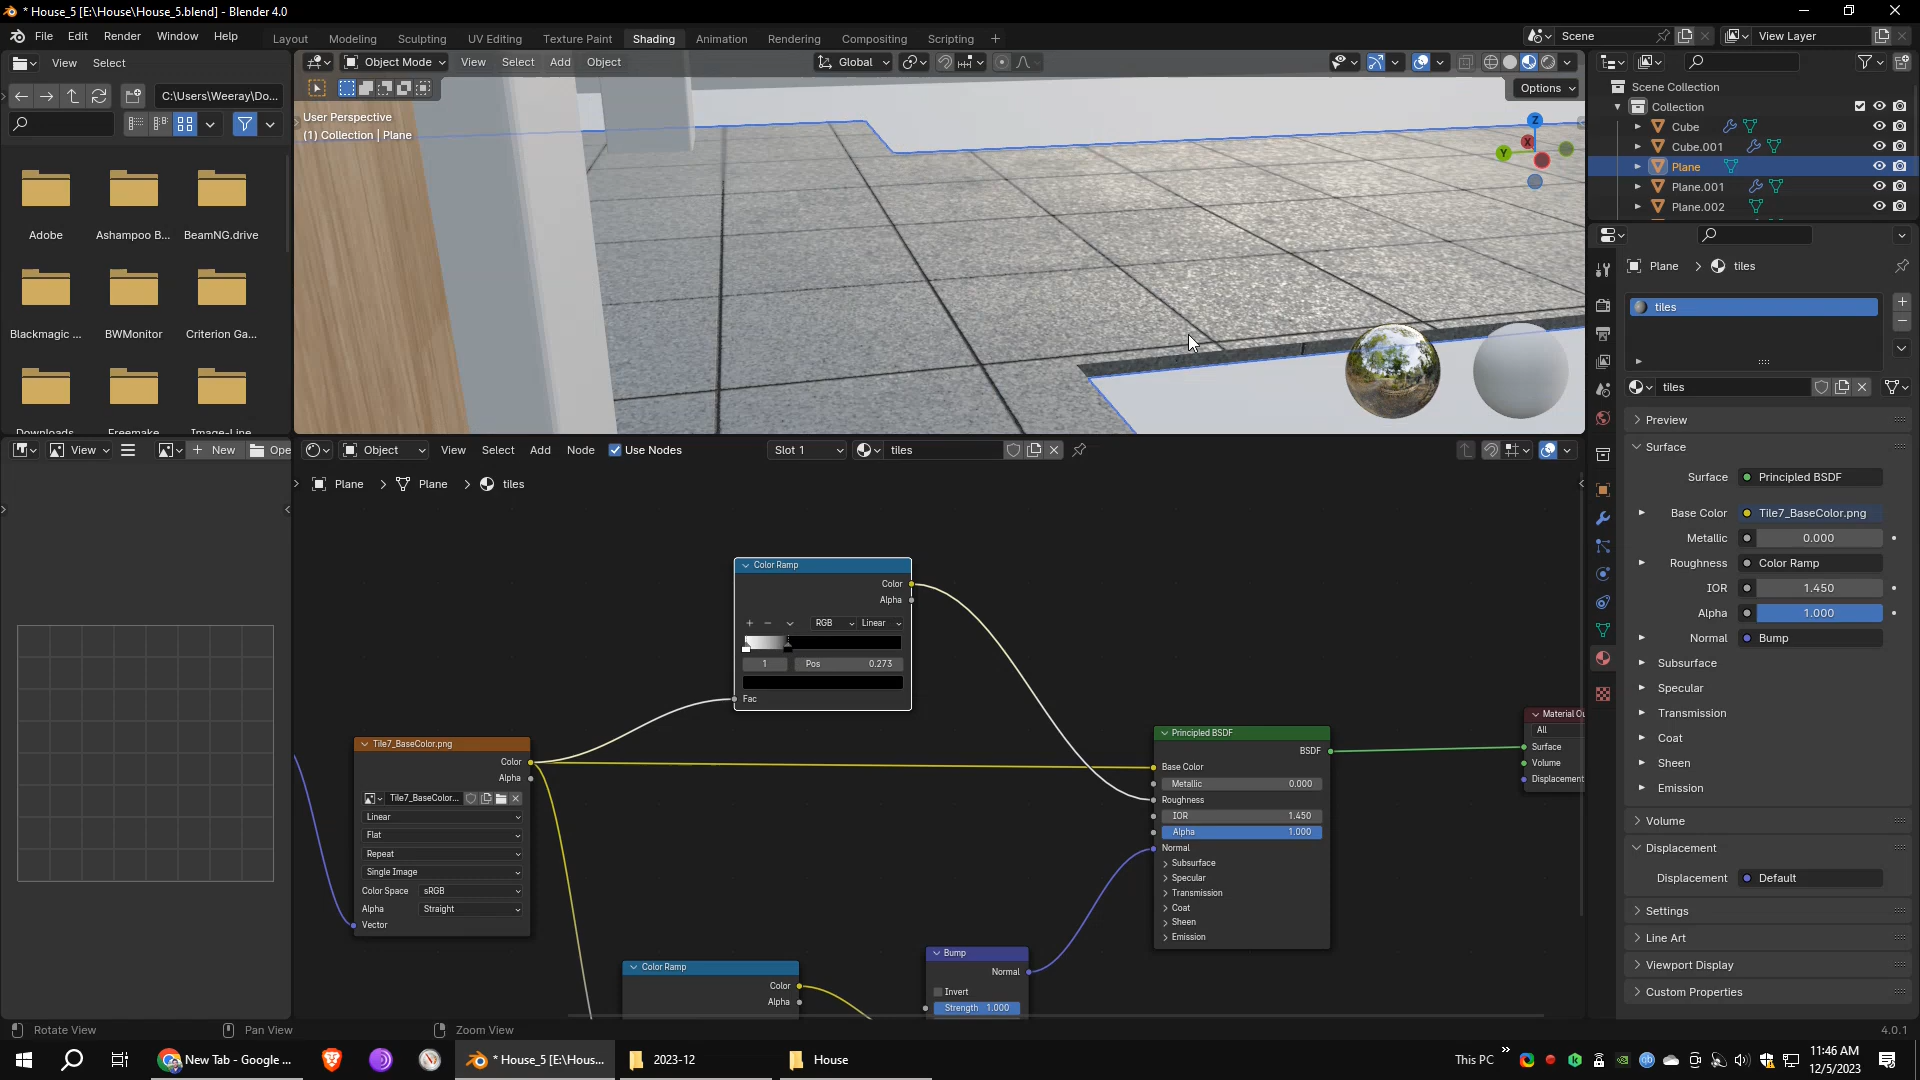 * House_5 [E:\House\House_5.blend] - Blender 4.0
File Edit Render Window Help
Layout Modeling Sculpting UV Editing Texture Paint Shading Animation Rendering Compositing Scripting
Scene View Layer
View Select
Object Mode View Select Add Object Global
C:\Users\Weeray\Do...
Options
User Perspective
(1) Collection | Plane
Z
X
Y
Scene Collection
Collection
Cube
Cube.001
Plane
Plane.001
Plane.002
Adobe Ashampoo B... BeamNG.drive
Blackmagic ... BWMonitor Criterion Ga...
Downloads Freemake Image-Line
Plane > tiles
tiles
tiles
Preview
Surface
Surface Principled BSDF
Base Color Tile7_BaseColor.png
Metallic 0.000
Roughness Color Ramp
IOR 1.450
Alpha 1.000
Normal Bump
Subsurface
Specular
Transmission
Coat
Sheen
Emission
Volume
Displacement
Displacement Default
Settings
Line Art
Viewport Display
Custom Properties
View New Ope
Object View Select Add Node Use Nodes Slot 1 tiles
Plane > Plane > tiles
Color Ramp
Color
Alpha
RGB Linear
1 Pos 0.273
Fac
Tile7_BaseColor.png
Color
Alpha
Tile7_BaseColor...
Linear
Flat
Repeat
Single Image
Color Space sRGB
Alpha Straight
Vector
Principled BSDF
BSDF
Base Color
Metallic 0.000
Roughness
IOR 1.450
Alpha 1.000
Normal
Subsurface
Specular
Transmission
Coat
Sheen
Emission
Material Ou
All
Surface
Volume
Displacement
Color Ramp
Color
Alpha
Bump
Normal
Invert
Strength 1.000
Rotate View Pan View Zoom View 4.0.1
New Tab - Google ... * House_5 [E:\Hous... 2023-12 House This PC
11:46 AM
12/5/2023